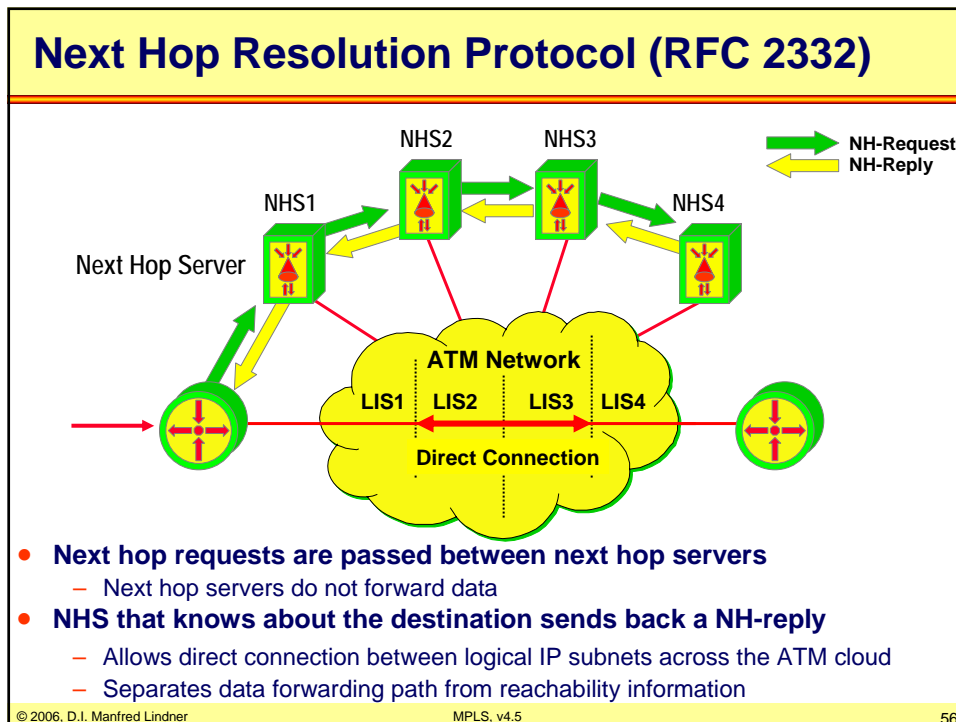 Next Hop Resolution Protocol (RFC 2332)
NHS2
NHS3
NH-Request
NH-Reply
NHS1
NHS4
Next Hop Server
ATM Network
LIS1
LIS2
LIS3
LIS4
Direct Connection
• Next hop requests are passed between next hop servers
– Next hop servers do not forward data
• NHS that knows about the destination sends back a NH-reply
– Allows direct connection between logical IP subnets across the ATM cloud
– Separates data forwarding path from reachability information
© 2006, D.I. Manfred Lindner
MPLS, v4.5
56